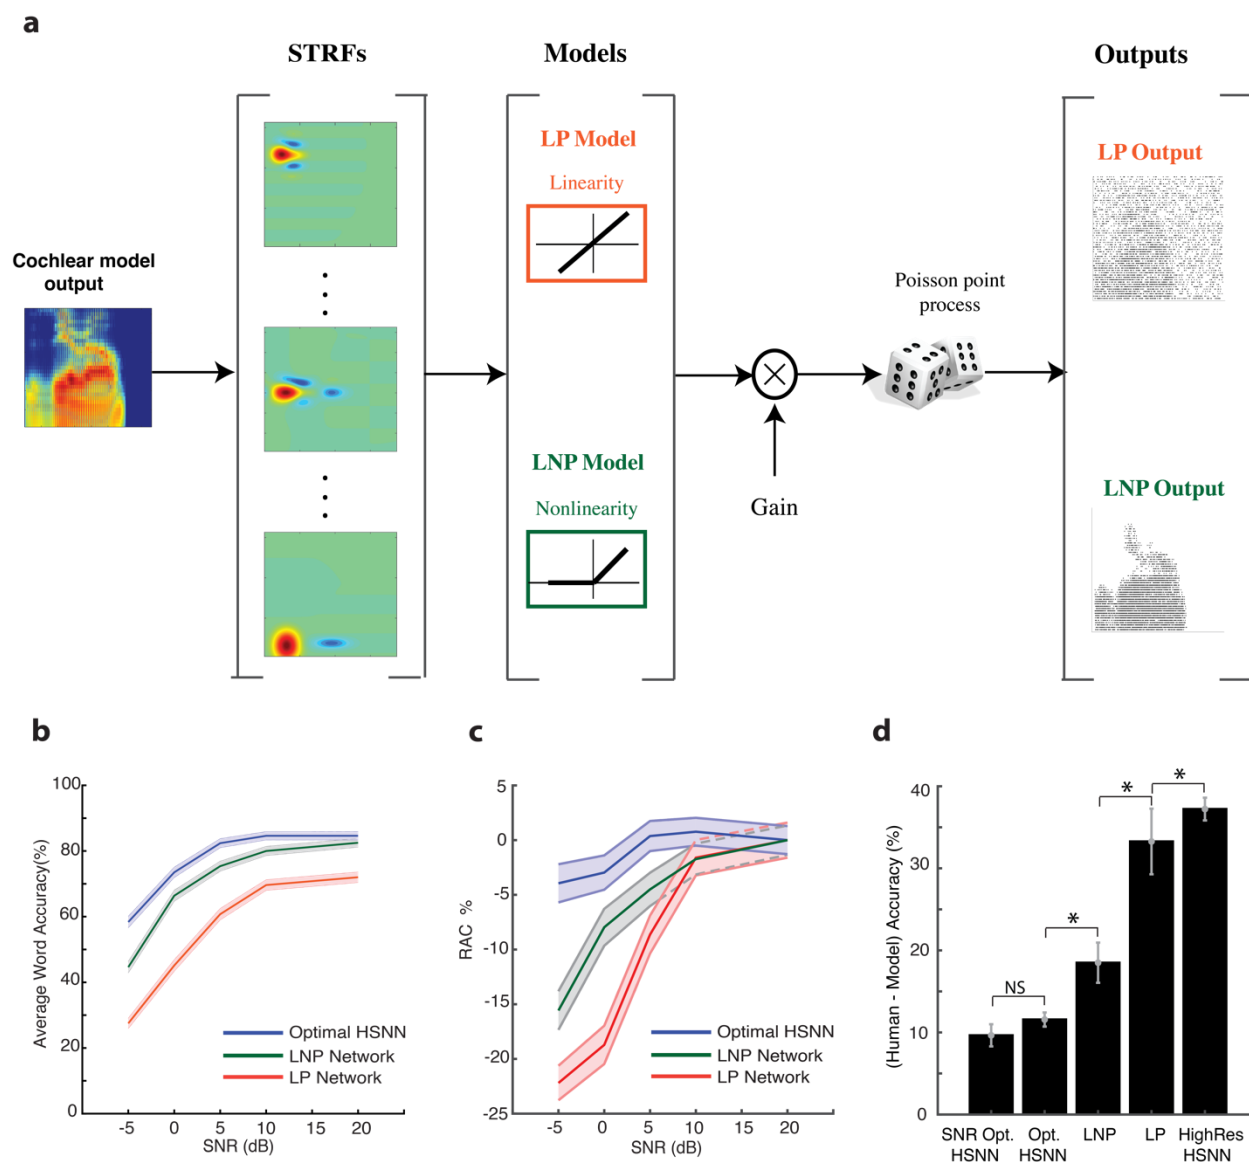 a
STRFs
Models
Outputs
LP Model
Linearity
LP Output
Cochlear model
output
Poisson point
process
LNP Model
Nonlinearity
Gain
LNP Output
b
Average Word Accuracy(%)
100
80
60
40
20
0
-5
0
5
10
15
20
SNR (dB)
Optimal HSNN
LNP Network
LP Network
c
RAC %
5
0
-5
-10
-15
-20
-25
-5
0
5
10
15
20
SNR (dB)
Optimal HSNN
LNP Network
LP Network
d
(Human - Model) Accuracy (%)
40
30
20
10
0
NS
*
*
*
SNR Opt.
HSNN
Opt.
HSNN
LNP
LP
HighRes
HSNN